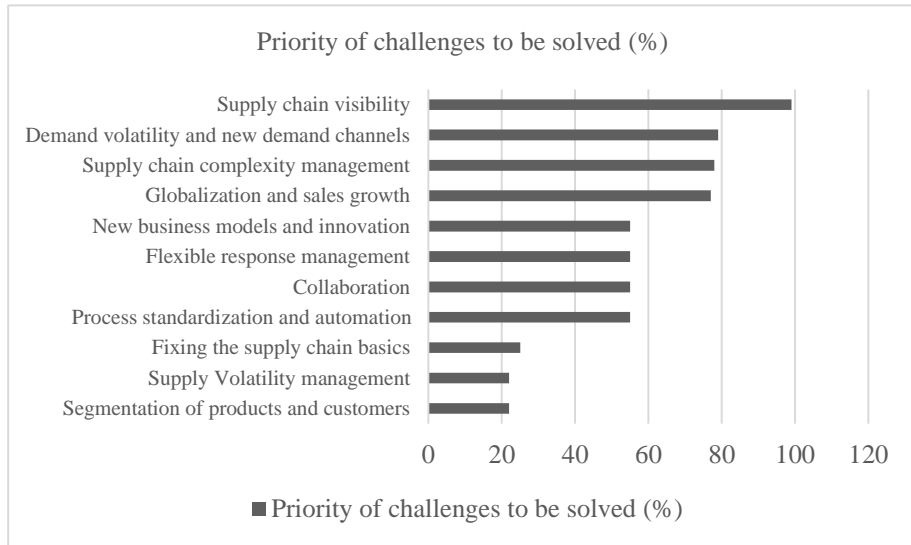 Priority of challenges to be solved (%)
Supply chain visibility
Demand volatility and new demand channels
Supply chain complexity management
Globalization and sales growth
New business models and innovation
Flexible response management
Collaboration
Process standardization and automation
Fixing the supply chain basics
Supply Volatility management
Segmentation of products and customers
0 20 40 60 80 100 120
Priority of challenges to be solved (%)